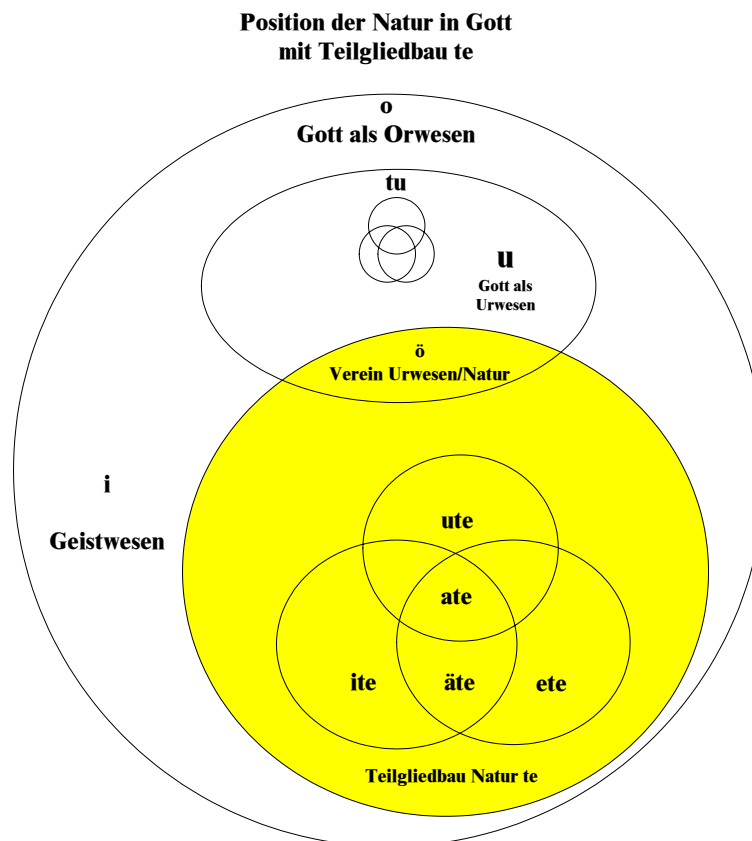 Position der Natur in Gott
mit Teilgliedbau te
o
Gott als Orwesen
tu
u
Gott als
Urwesen
ö
Verein Urwesen/Natur
i
Geistwesen
ute
ate
ite
äte
ete
Teilgliedbau Natur te